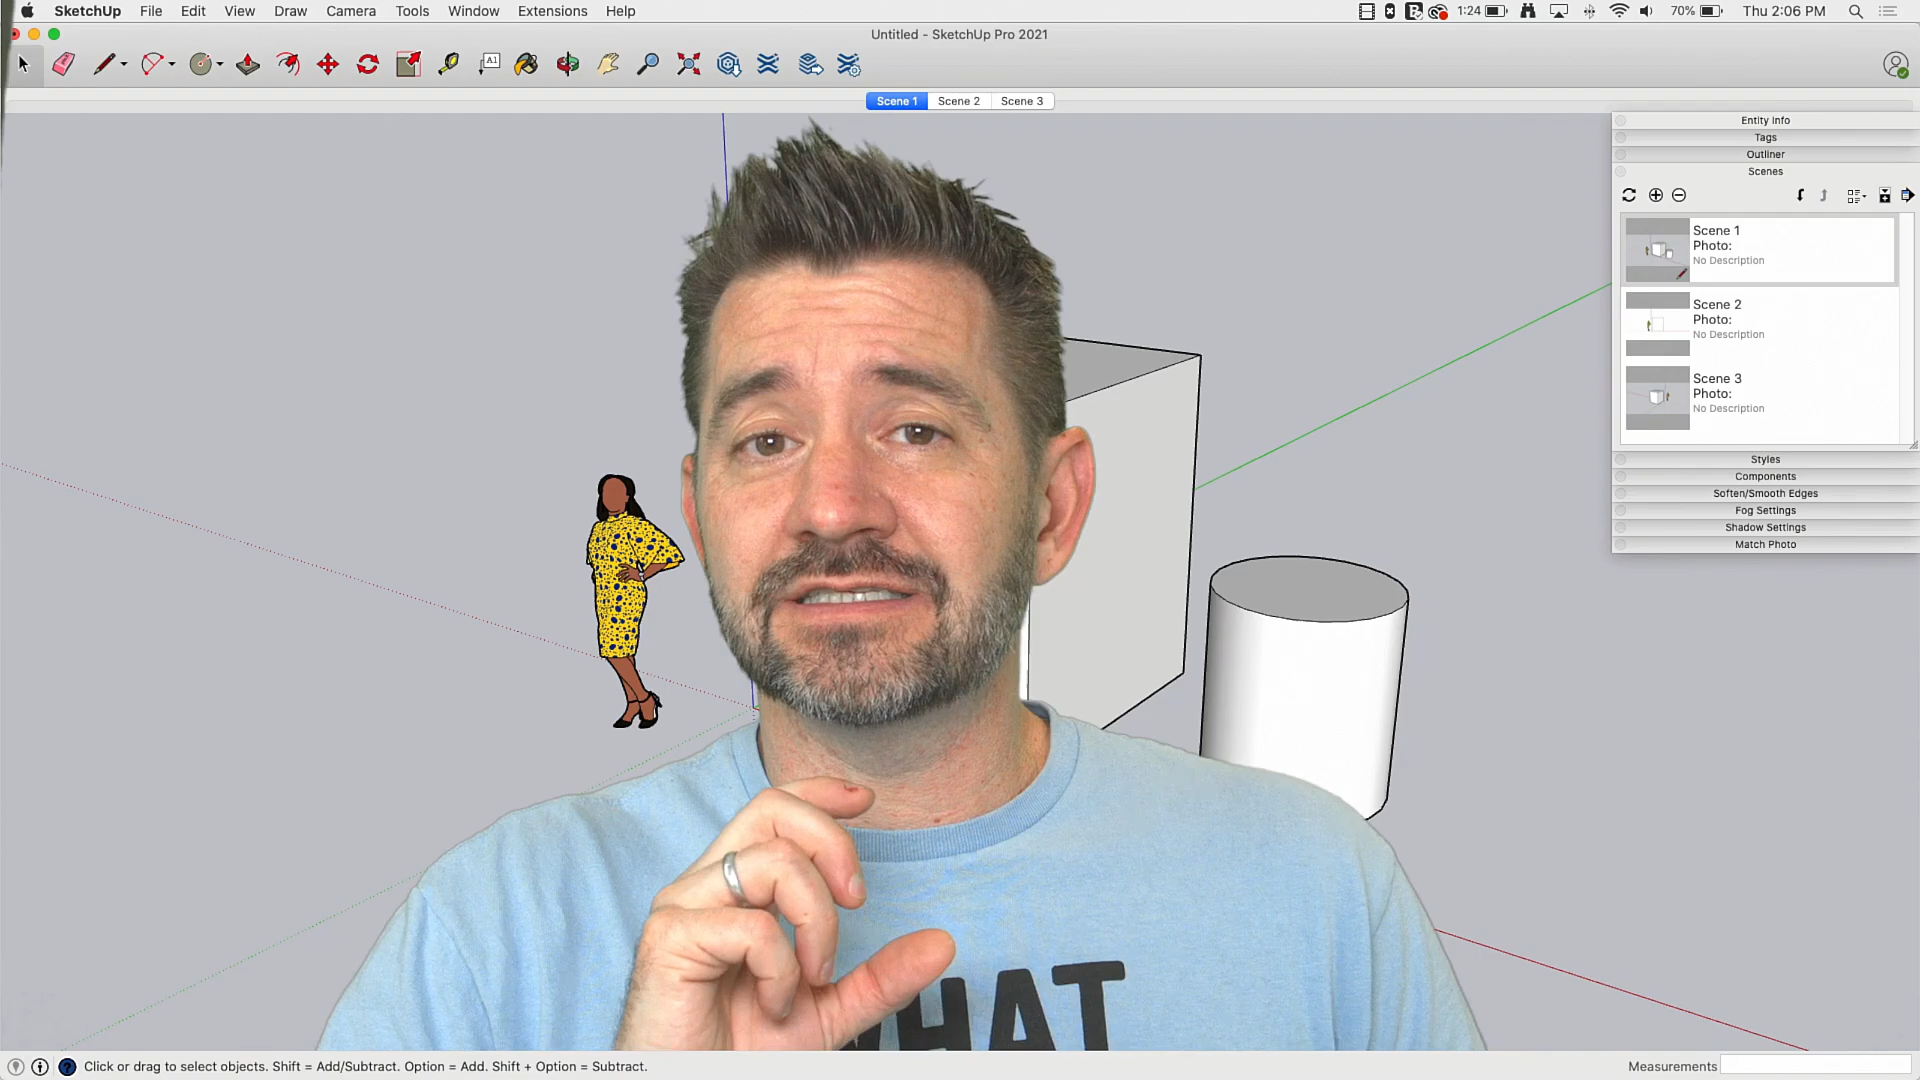 SketchUp File Edit View Draw Camera Tools Window Extensions Help 1:24 70% Thu 2:06 PM
Untitled - SketchUp Pro 2021
A1
Scene 1 Scene 2 Scene 3
Entity Info
Tags
Outliner
Scenes
Scene 1
Photo:
No Description
Scene 2
Photo:
No Description
Scene 3
Photo:
No Description
Styles
Components
Soften/Smooth Edges
Fog Settings
Shadow Settings
Match Photo
WHAT
Click or drag to select objects. Shift = Add/Subtract. Option = Add. Shift + Option = Subtract.
Measurements